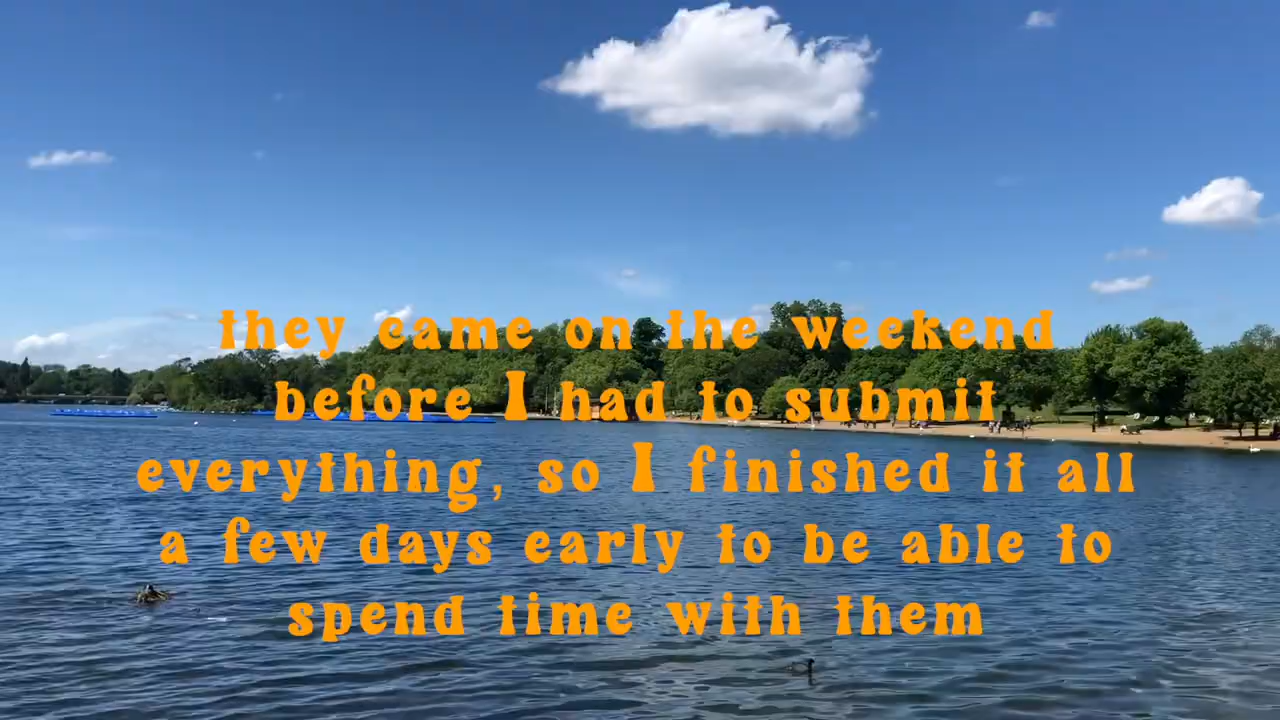 they came on the weekend
before I had to submit
everything, so I finished it all
a few days early to be able to
spend time with them